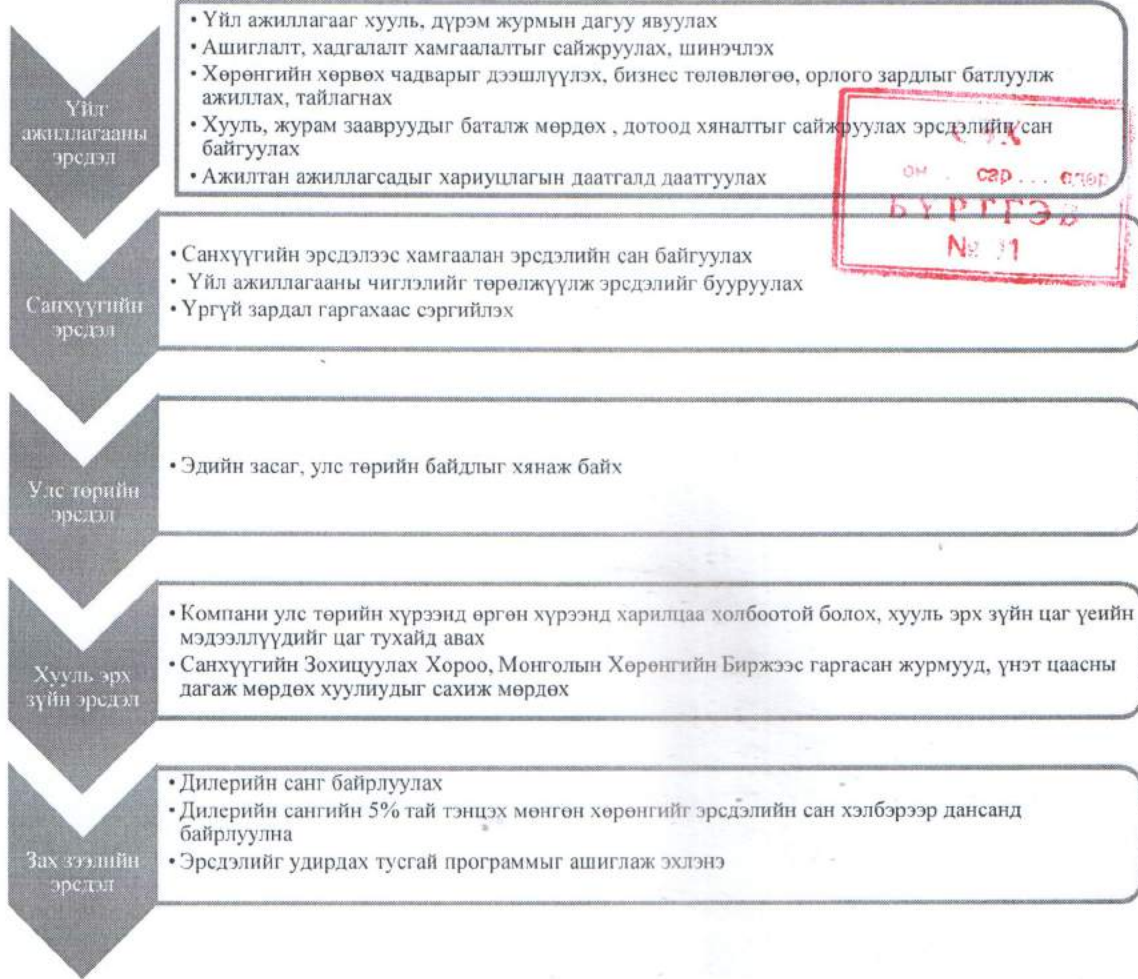 Үйл
ажиллагааны
эрсдэл
• Үйл ажиллагааг хууль, дүрэм журмын дагуу явуулах
• Ашиглалт, хадгалалт хамгаалалтыг сайжруулах, шинэчлэх
• Хөрөнгийн хөрвөх чадварыг дээшлүүлэх, бизнес төлөвлөгөө, орлого зардлыг батлуулж
ажиллах, тайлагнах
• Хууль, журам заавруудыг баталж мөрдөх , дотоод хяналтыг сайжруулах эрсдэлийн сан
байгуулах
• Ажилтан ажиллагсадыг хариуцлагын даатгалд даатгуулах
он . . сар . . .
№
Санхүүгийн
эрсдэл
• Санхүүгийн эрсдэлээс хамгаалан эрсдэлийн сан байгуулах
• Үйл ажиллагааны чиглэлийг төрөлжүүлж эрсдэлийг бууруулах
• Үргүй зардал гаргахаас сэргийлэх
Улс төрийн
эрсдэл
• Эдийн засаг, улс төрийн байдлыг хянаж байх
Хууль эрх
зүйн эрсдэл
• Компани улс төрийн хүрээнд өргөн хүрээнд харилцаа холбоотой болох, хууль эрх зүйн цаг үеийн
мэдээллүүдийг цаг тухайд авах
• Санхүүгийн Зохицуулах Хороо, Монголын Хөрөнгийн Биржээс гаргасан журмууд, үнэт цаасны
дагаж мөрдөх хуулиудыг сахиж мөрдөх
Зах зээлийн
эрсдэл
• Дилерийн санг байрлуулах
• Дилерийн сангийн 5% тай тэнцэх мөнгөн хөрөнгийг эрсдэлийн сан хэлбэрээр дансанд
байрлуулна
• Эрсдэлийг удирдах тусгай программыг ашиглаж эхлэнэ